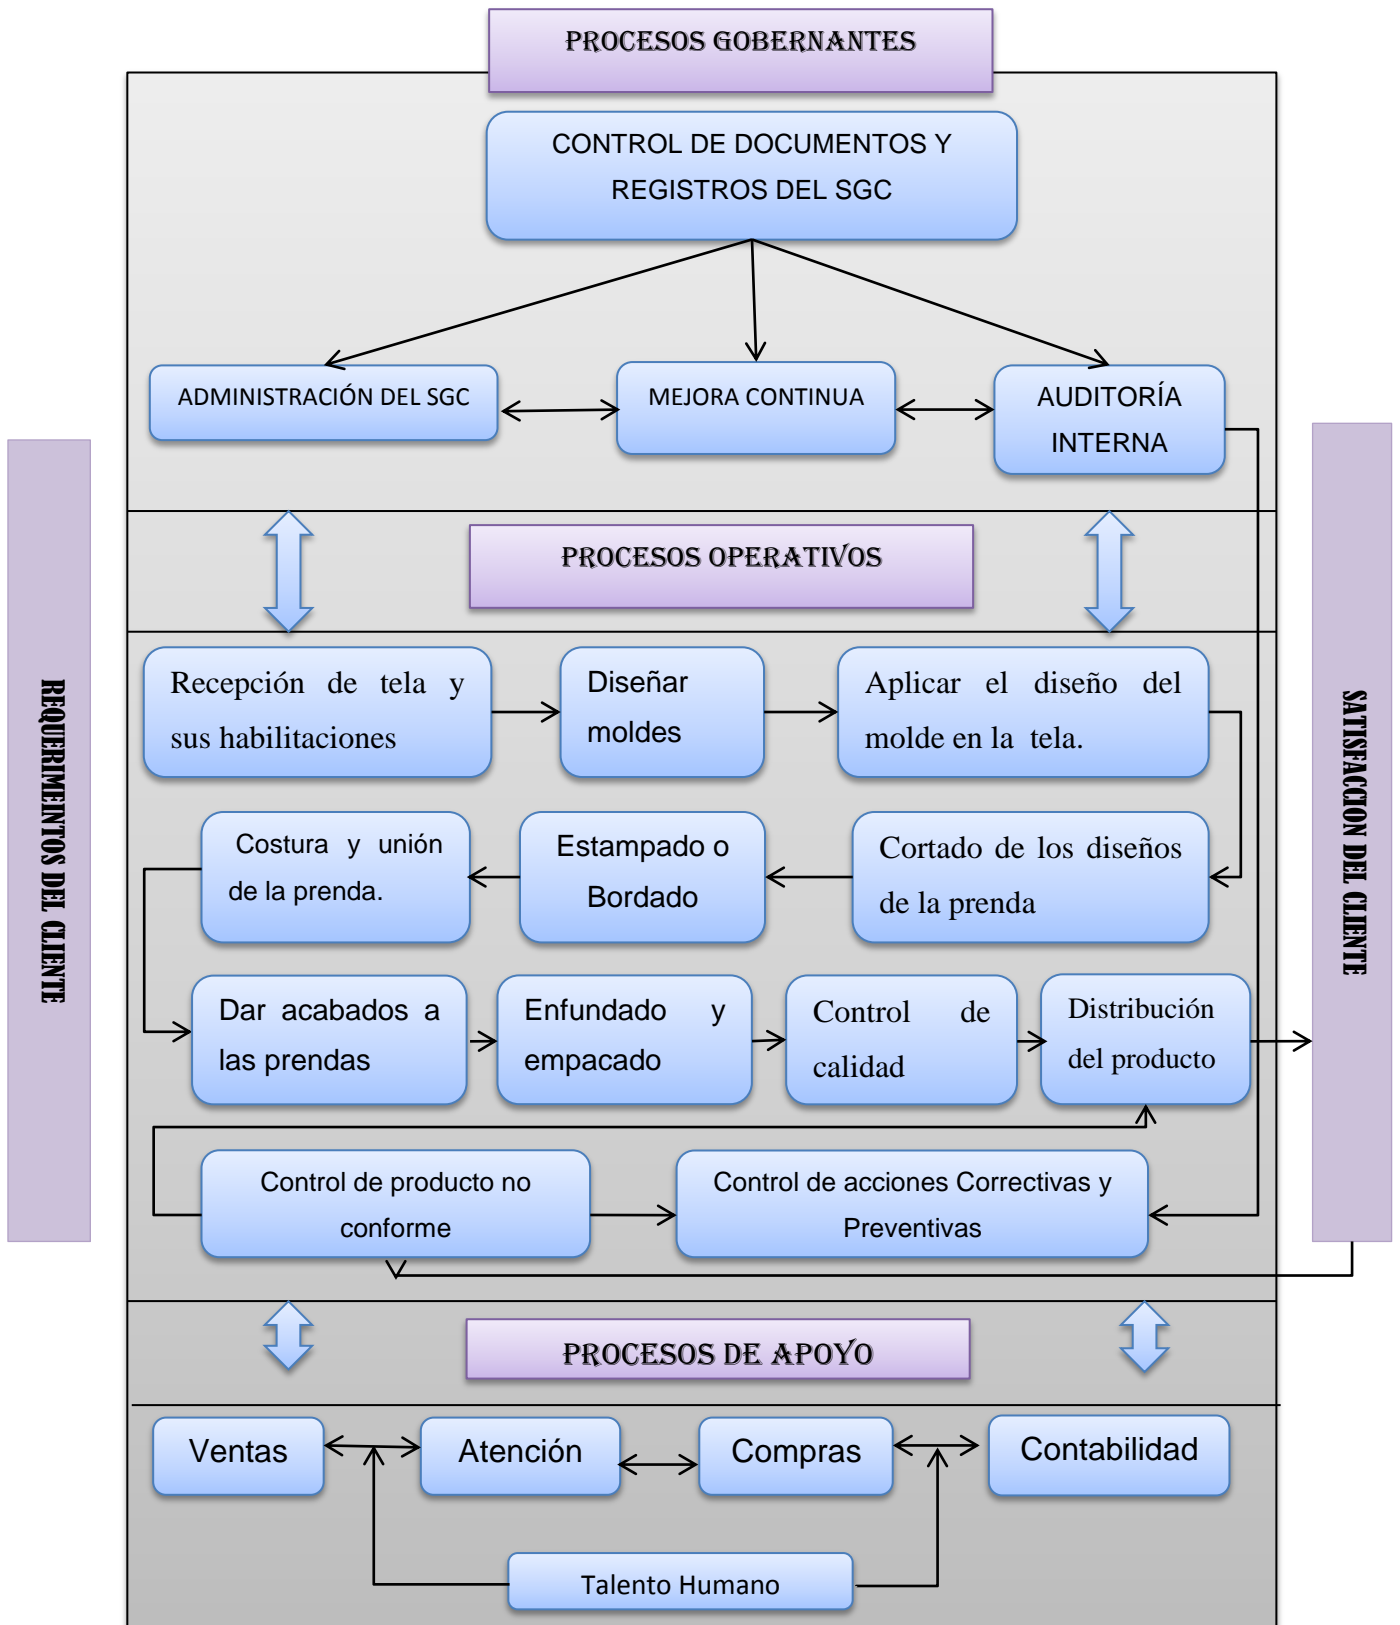 PROCESOS GOBERNANTES
CONTROL DE DOCUMENTOS Y
REGISTROS DEL SGC
ADMINISTRACIÓN DEL SGC
MEJORA CONTINUA
AUDITORÍA
INTERNA
PROCESOS OPERATIVOS
REQUERIMIENTOS DEL CLIENTE
SATISFACCION DEL CLIENTE
Recepción de tela y
sus habilitaciones
Diseñar
moldes
Aplicar el diseño del
molde en la tela.
Costura y unión
de la prenda.
Estampado o
Bordado
Cortado de los diseños
de la prenda
Dar acabados a
las prendas
Enfundado y
empacado
Control de
calidad
Distribución
del producto
Control de producto no
conforme
Control de acciones Correctivas y
Preventivas
PROCESOS DE APOYO
Ventas
Atención
Compras
Contabilidad
Talento Humano